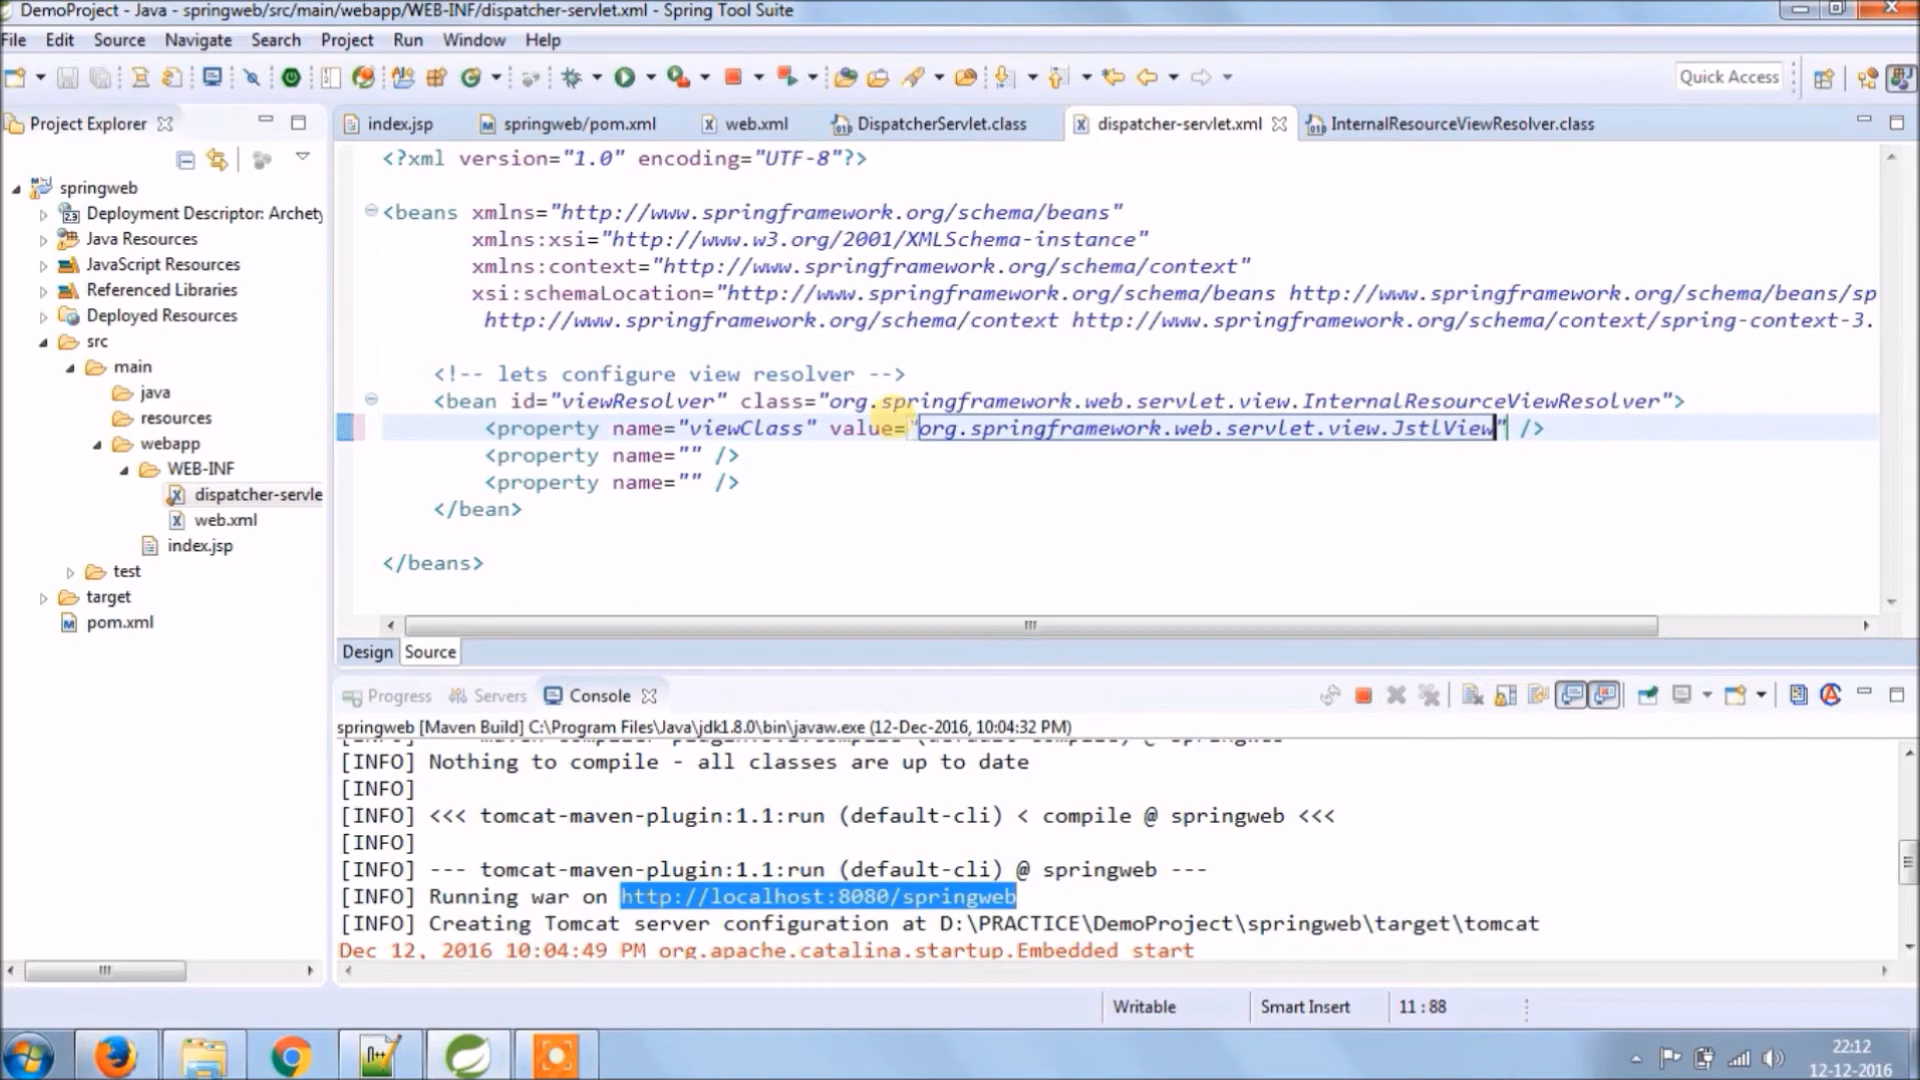 DemoProject - Java - springweb/src/main/webapp/WEB-INF/dispatcher-servlet.xml - Spring Tool Suite
File Edit Source Navigate Search Project Run Window Help
Quick Access
Project Explorer
index.jsp springweb/pom.xml web.xml DispatcherServlet.class dispatcher-servlet.xml InternalResourceViewResolver.class
springweb
Deployment Descriptor: Archety
Java Resources
JavaScript Resources
Referenced Libraries
Deployed Resources
src
main
java
resources
webapp
WEB-INF
dispatcher-servle
web.xml
index.jsp
test
target
pom.xml
<?xml version="1.0" encoding="UTF-8"?>
<beans xmlns="http://www.springframework.org/schema/beans"
xmlns:xsi="http://www.w3.org/2001/XMLSchema-instance"
xmlns:context="http://www.springframework.org/schema/context"
xsi:schemaLocation="http://www.springframework.org/schema/beans http://www.springframework.org/schema/beans/sp
http://www.springframework.org/schema/context http://www.springframework.org/schema/context/spring-context-3.
<!-- lets configure view resolver -->
<bean id="viewResolver" class="org.springframework.web.servlet.view.InternalResourceViewResolver">
<property name="viewClass" value="org.springframework.web.servlet.view.JstlView" />
<property name="" />
<property name="" />
</bean>
</beans>
Design Source
Progress Servers Console
springweb [Maven Build] C:\Program Files\Java\jdk1.8.0\bin\javaw.exe (12-Dec-2016, 10:04:32 PM)
[INFO] Nothing to compile - all classes are up to date
[INFO]
[INFO] <<< tomcat-maven-plugin:1.1:run (default-cli) < compile @ springweb <<<
[INFO]
[INFO] --- tomcat-maven-plugin:1.1:run (default-cli) @ springweb ---
[INFO] Running war on http://localhost:8080/springweb
[INFO] Creating Tomcat server configuration at D:\PRACTICE\DemoProject\springweb\target\tomcat
Dec 12, 2016 10:04:49 PM org.apache.catalina.startup.Embedded start
Writable Smart Insert 11 : 88
22:12
12-12-2016